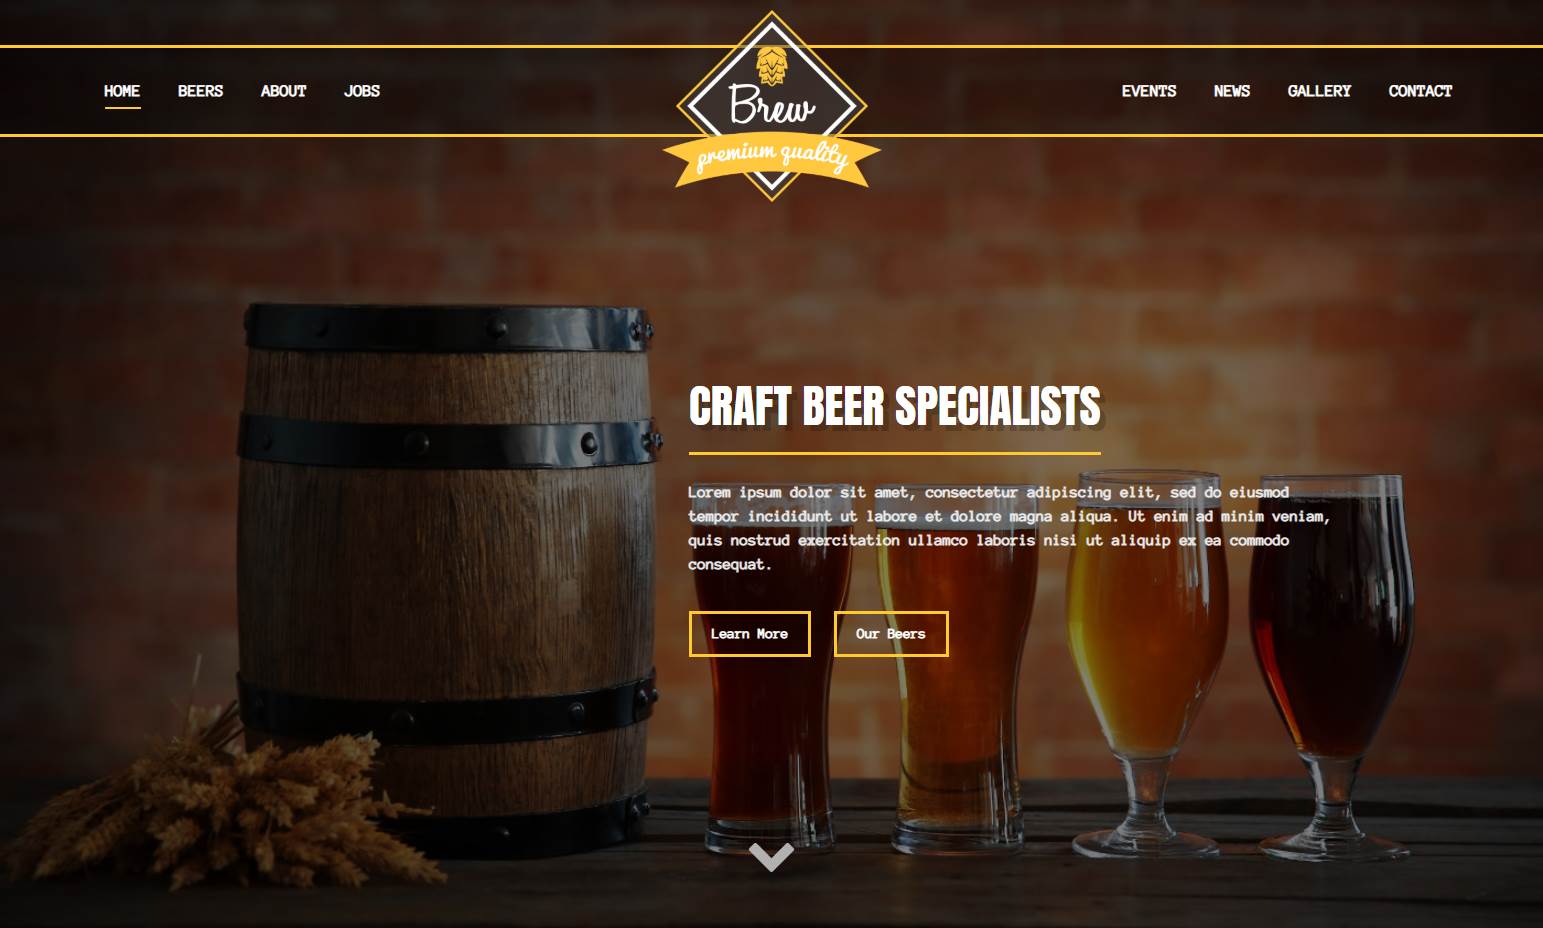 HOME BEERS ABOUT JOBS
Brew
premium quality
EVENTS NEWS GALLERY CONTACT
CRAFT BEER SPECIALISTS
Lorem ipsum dolor sit amet, consectetur adipiscing elit, sed do eiusmod
tempor incididunt ut labore et dolore magna aliqua. Ut enim ad minim veniam,
quis nostrud exercitation ullamco laboris nisi ut aliquip ex ea commodo
consequat.
Learn More Our Beers